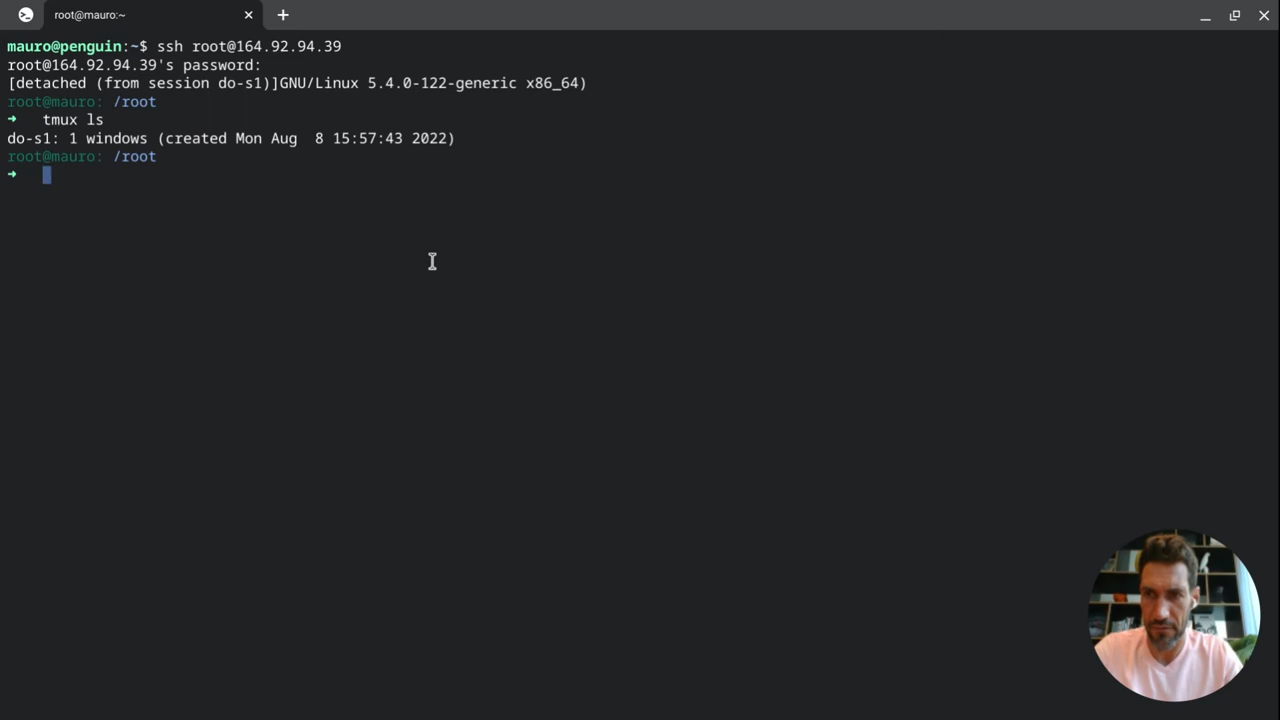 root@mauro:~
mauro@penguin:~$ ssh root@164.92.94.39
root@164.92.94.39's password:
[detached (from session do-s1)]GNU/Linux 5.4.0-122-generic x86_64)
root@mauro: /root
➜   tmux ls
do-s1: 1 windows (created Mon Aug  8 15:57:43 2022)
root@mauro: /root
➜